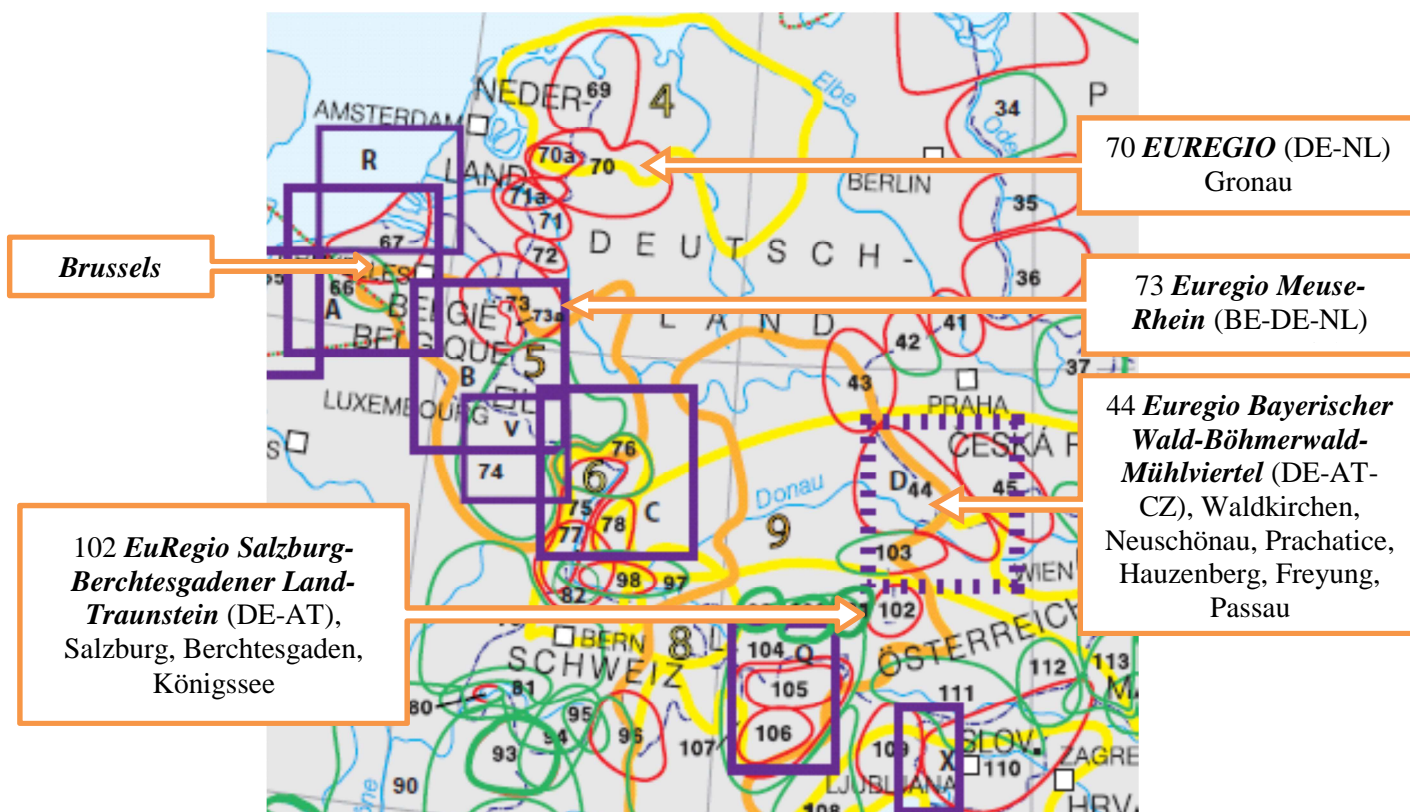 NEDER-
69
4
Elbe
P
34
AMSTERDAM
R
LAND
70a
70
BERLIN
70 EUREGIO (DE-NL)
Gronau
71a
71
35
67
72
DEUTSCH-
36
Brussels
LES
66
A
BELGIË
73
73a
LAND
73 Euregio Meuse-
Rhein (BE-DE-NL)
BELGIQUE
5
42
41
37
B
43
PRAHA
LUXEMBOURG
L
V
44 Euregio Bayerischer
Wald-Böhmerwald-
Mühlviertel (DE-AT-
CZ), Waldkirchen,
Neuschönau, Prachatice,
Hauzenberg, Freyung,
Passau
S
76
ČESKÁ R
74
6
D
44
45
Donau
75
78
C
9
77
103
102 EuRegio Salzburg-
Berchtesgadener Land-
Traunstein (DE-AT),
Salzburg, Berchtesgaden,
Königssee
98
97
WIEN
82
102
BERN
8
L
104
Q
ÖSTERREICH
SCHWEIZ
112
113
81
105
111
M
80
95
94
96
106
107
109
SLOV.
93
X
110
ZAGRE
90
LJUBLJANA
108
HRV